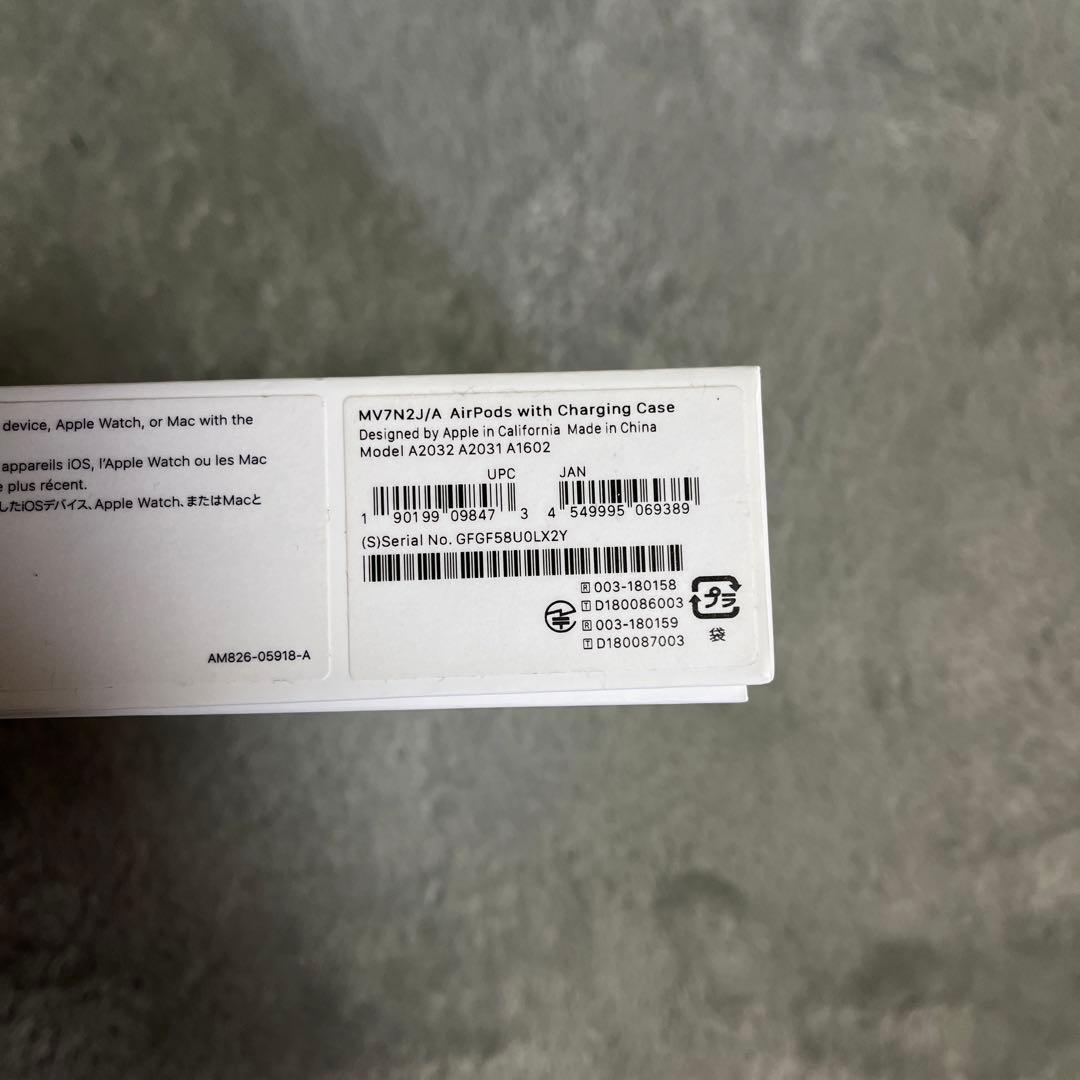 device, Apple Watch, or Mac with the
appareils iOS, l'Apple Watch ou les Mac
plus récent.
したiOSデバイス、Apple Watch、またはMacと
AM826-05918-A
MV7N2J/A AirPods with Charging Case
Designed by Apple in California Made in China
Model A2032 A2031 A1602
UPC JAN
1 90199 09847 3 4 549995 069389
(S)Serial No. GFGF58U0LX2Y
R 003-180158
T D180086003
R 003-180159
T D180087003
プラ
袋